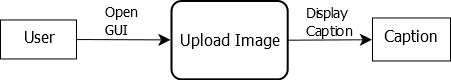 Open
GUI
Display
Caption
User
Upload Image
Caption